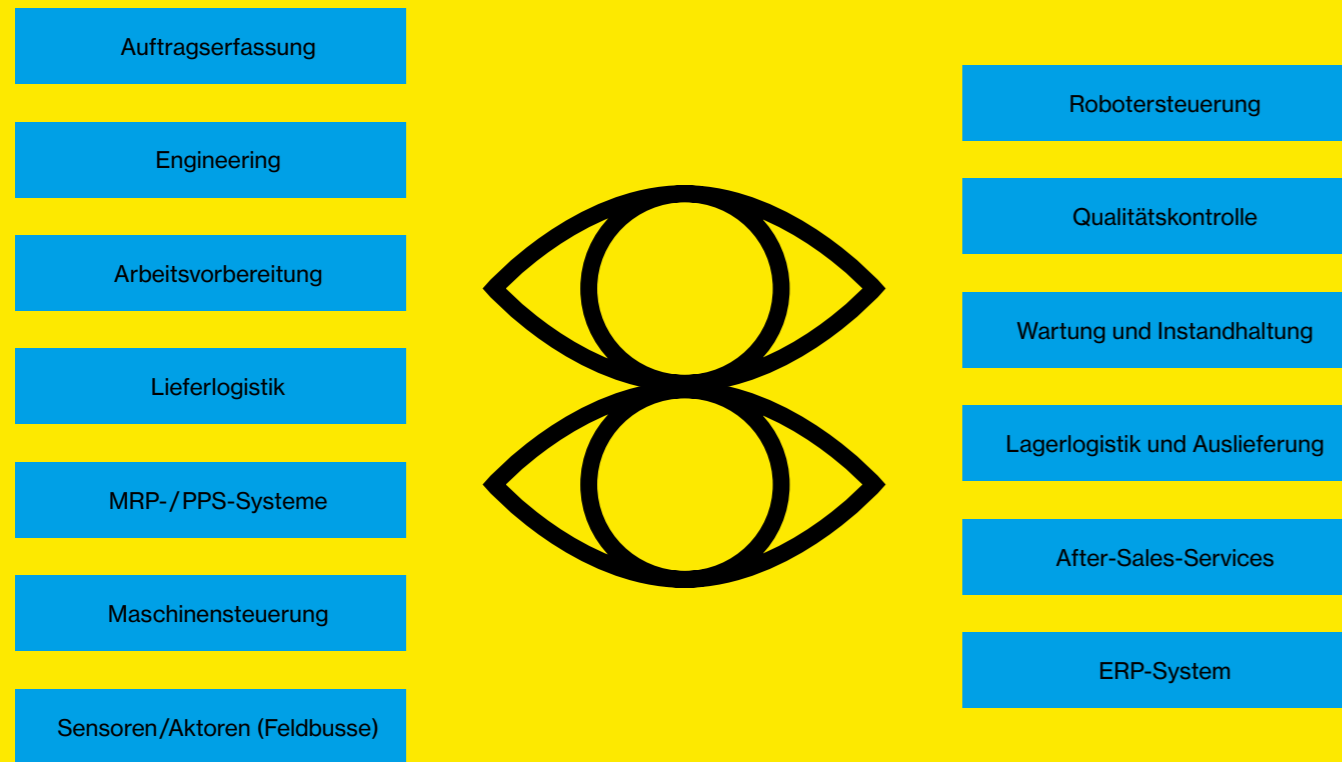 Auftragserfassung
Engineering
Arbeitsvorbereitung
Lieferlogistik
MRP-/PPS-Systeme
Maschinensteuerung
Sensoren/Aktoren (Feldbusse)
Robotersteuerung
Qualitätskontrolle
Wartung und Instandhaltung
Lagerlogistik und Auslieferung
After-Sales-Services
ERP-System